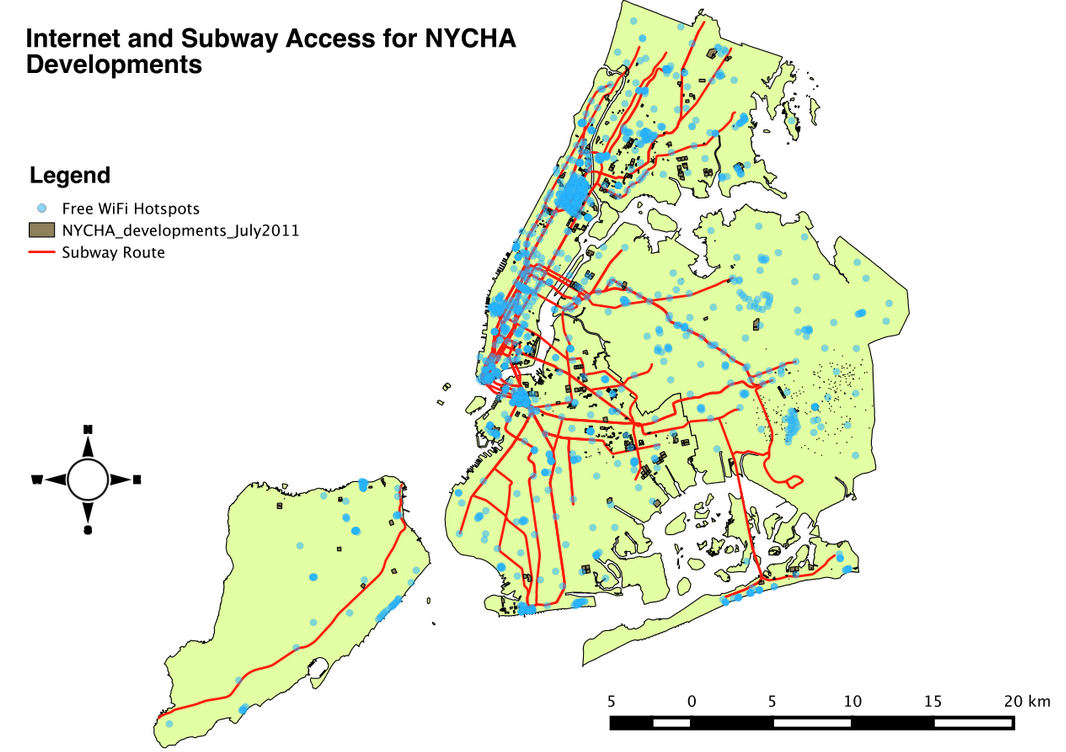 Internet and Subway Access for NYCHA
Developments
Legend
Free WiFi Hotspots
NYCHA_developments_July2011
Subway Route
N
W
S
5 0 5 10 15 20 km